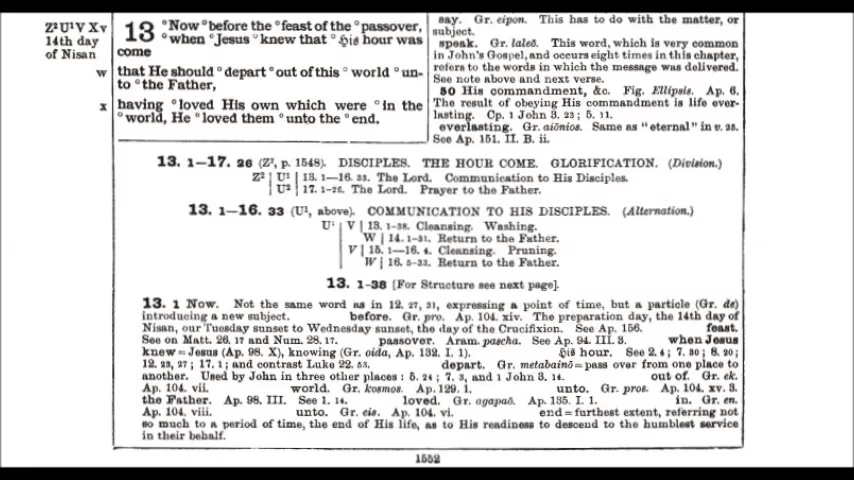 Z² U¹ V Xv
14th day
of Nisan
w
x
13 °Now °before the °feast of the °passover,
°when °Jesus °knew that °His hour was
come
that He should °depart °out of this °world °un-
to °the Father,
having °loved His own which were °in the
world, He °loved them °unto the °end.
say. Gr. eipon. This has to do with the matter, or
subject.
speak. Gr. laleō. This word, which is very common
in John's Gospel, and occurs eight times in this chapter,
refers to the words in which the message was delivered.
See note above and next verse.
50 His commandment, &c. Fig. Ellipsis. Ap. 6.
The result of obeying His commandment is life ever-
lasting. Cp. 1 John 3. 23; 5. 11.
everlasting. Gr. aiōnios. Same as "eternal" in v. 25.
See Ap. 151. II. B. ii.
13. 1–17. 26 (Z², p. 1548). DISCIPLES. THE HOUR COME. GLORIFICATION. (Division.)
Z² | U¹ | 13. 1–16. 33. The Lord. Communication to His Disciples.
| U² | 17. 1-26. The Lord. Prayer to the Father.
13. 1–16. 33 (U¹, above). COMMUNICATION TO HIS DISCIPLES. (Alternation.)
U¹ | V | 13. 1-38. Cleansing. Washing.
W | 14. 1-31. Return to the Father.
V | 15. 1—16. 4. Cleansing. Pruning.
W | 16. 5-33. Return to the Father.
13. 1-38 [For Structure see next page].
13. 1 Now. Not the same word as in 12. 27, 31, expressing a point of time, but a particle (Gr. de)
introducing a new subject. before. Gr. pro. Ap. 104. xiv. The preparation day, the 14th day of
Nisan, our Tuesday sunset to Wednesday sunset, the day of the Crucifixion. See Ap. 156. feast.
See on Matt. 26. 17 and Num. 28. 17. passover. Aram. pascha. See Ap. 94. III. 3. when Jesus
knew=Jesus (Ap. 98. X), knowing (Gr. oida, Ap. 132. I. 1). His hour. See 2. 4; 7. 30; 8. 20;
12. 23, 27; 17. 1; and contrast Luke 22. 53. depart. Gr. metabainō=pass over from one place to
another. Used by John in three other places: 5. 24; 7. 3, and 1 John 3. 14. out of. Gr. ek.
Ap. 104. vii. world. Gr. kosmos. Ap. 129. 1. unto. Gr. pros. Ap. 104. xv. 3.
the Father. Ap. 98. III. See 1. 14. loved. Gr. agapaō. Ap. 135. I. 1. in. Gr. en.
Ap. 104. viii. unto. Gr. eis. Ap. 104. vi. end=furthest extent, referring not
so much to a period of time, the end of His life, as to His readiness to descend to the humblest service
in their behalf.
1552